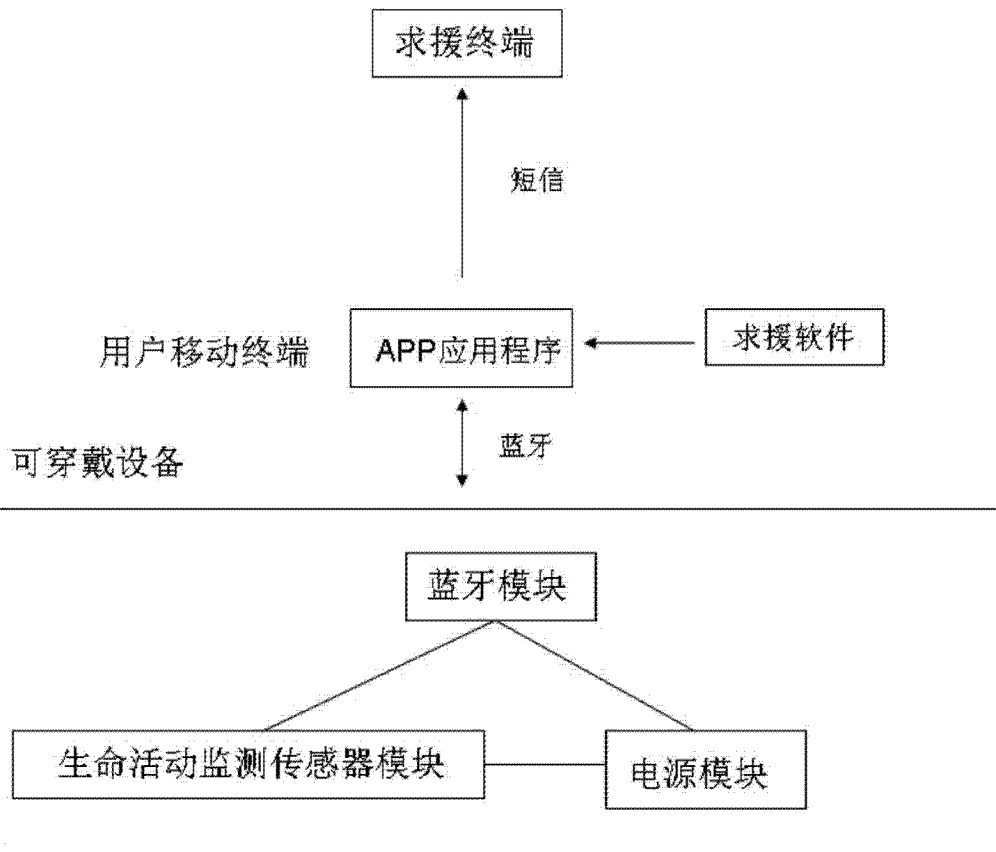 求援终端
短信
用户移动终端
APP应用程序
求援软件
蓝牙
可穿戴设备
蓝牙模块
生命活动监测传感器模块
电源模块